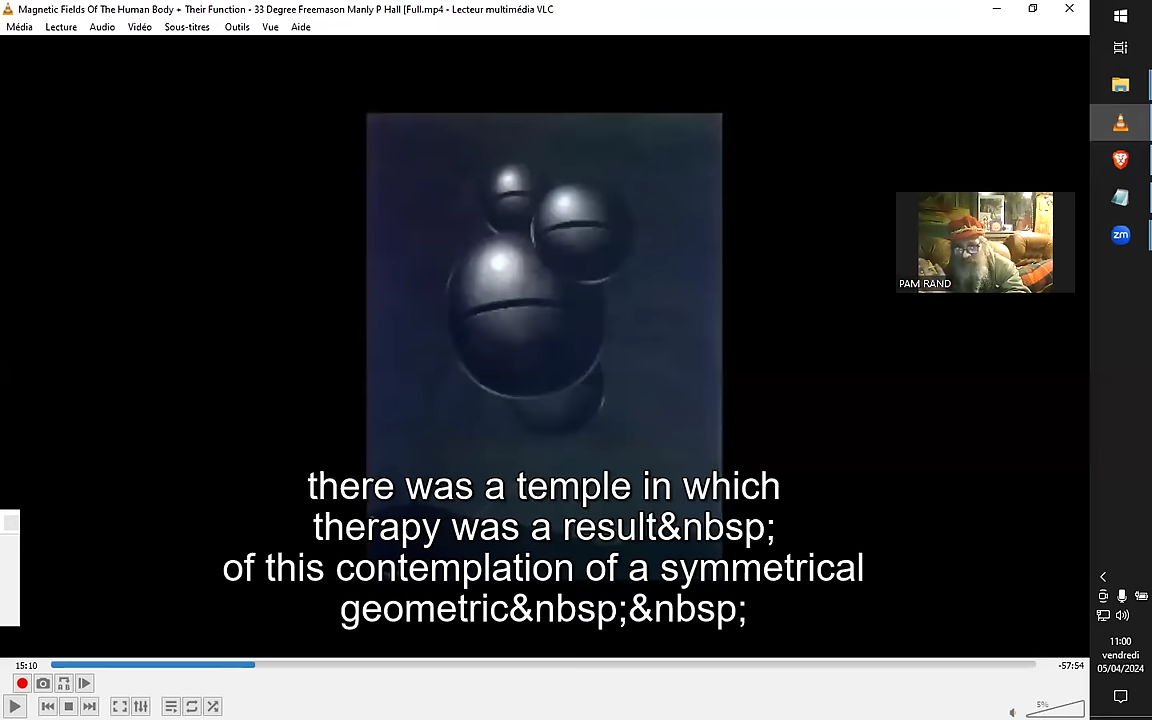 Magnetic Fields Of The Human Body + Their Function - 33 Degree Freemason Manly P Hall [Full.mp4 - Lecteur multimédia VLC
Média Lecture Audio Vidéo Sous-titres Outils Vue Aide
PAM RAND
zm
there was a temple in which
therapy was a result&nbsp;
of this contemplation of a symmetrical
geometric&nbsp;&nbsp;
15:10
-57:54
5%
11:00
vendredi
05/04/2024